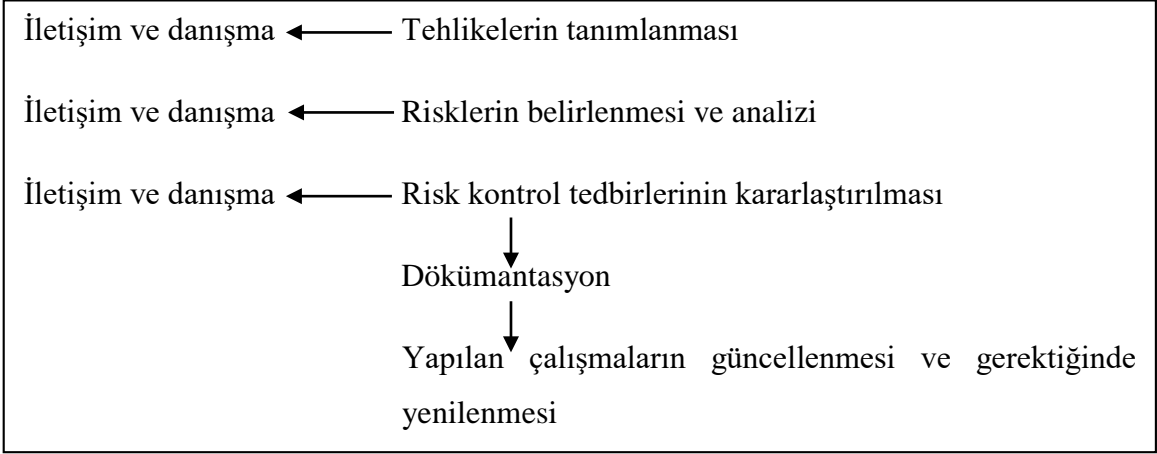 İletişim ve danışma Tehlikelerin tanımlanması
İletişim ve danışma Risklerin belirlenmesi ve analizi
İletişim ve danışma Risk kontrol tedbirlerinin kararlaştırılması
Dökümantasyon
Yapılan çalışmaların güncellenmesi ve gerektiğinde
yenilenmesi